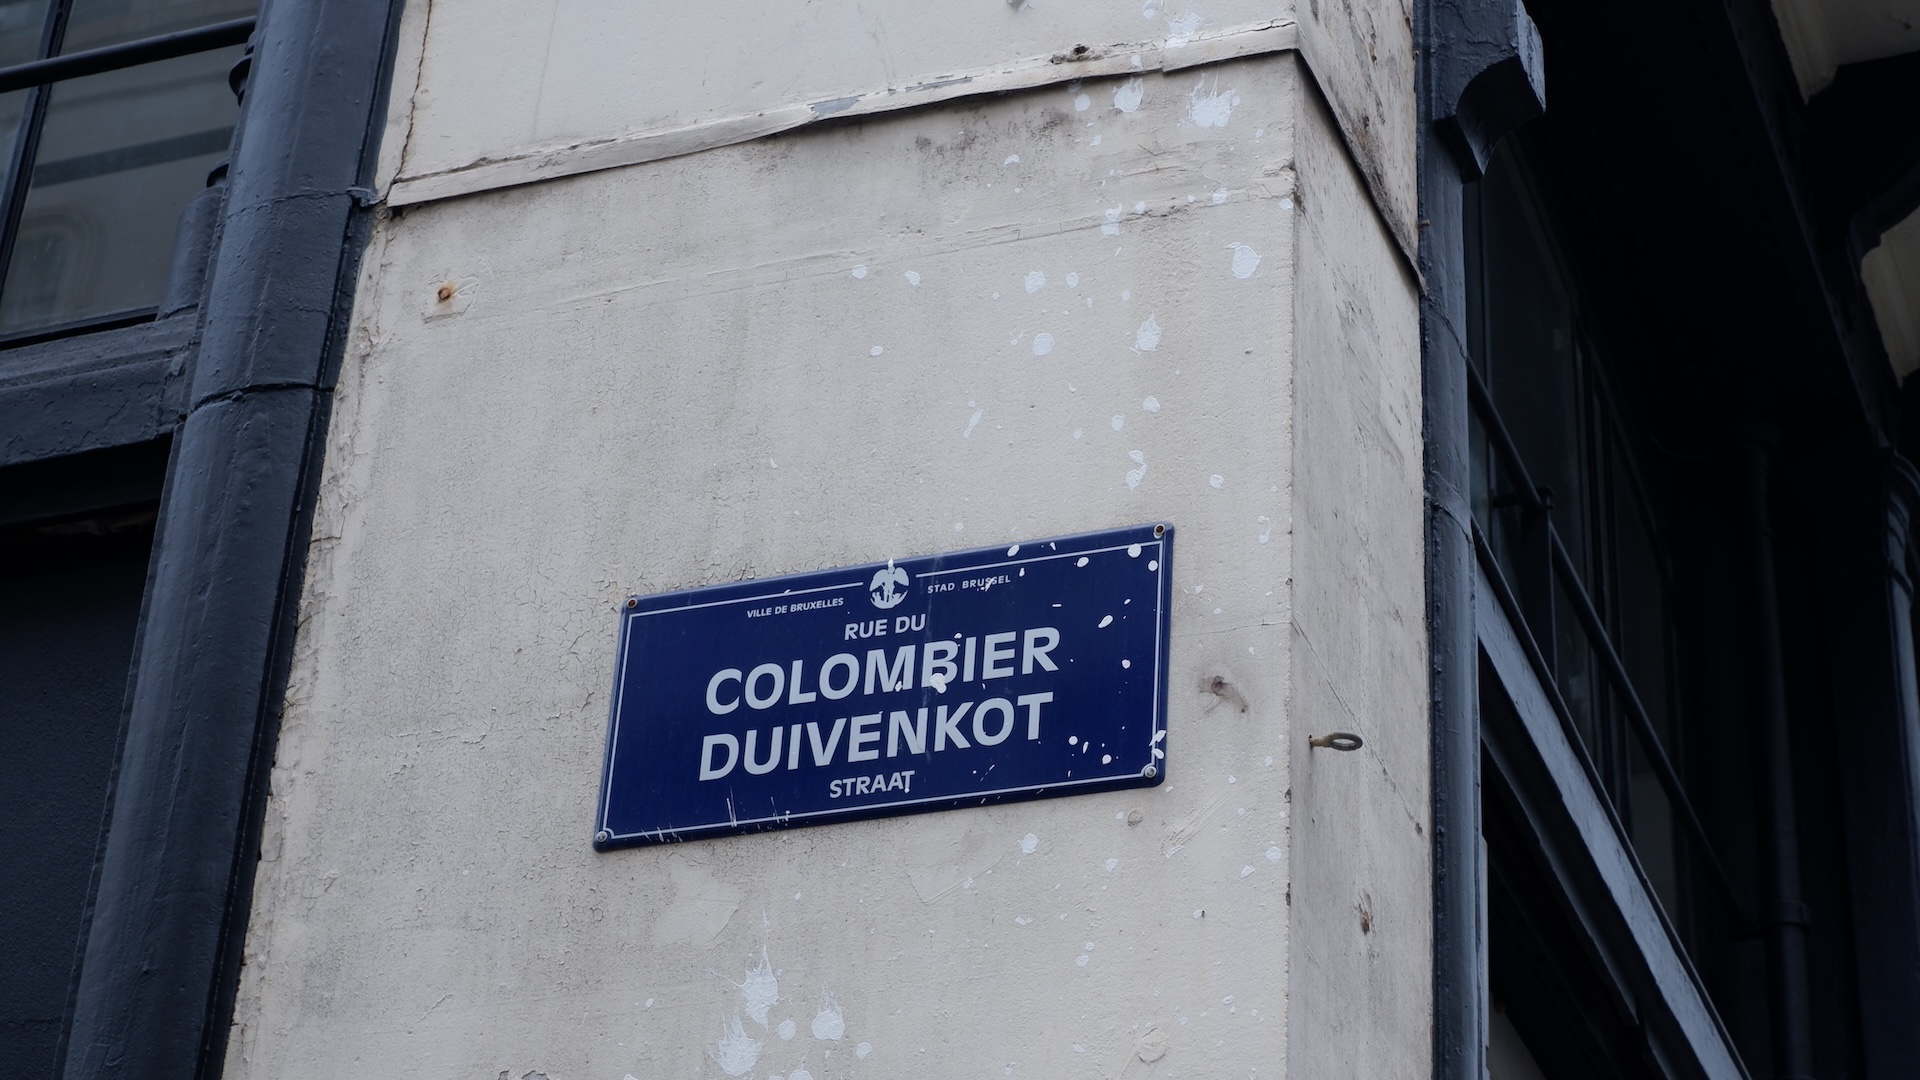 VILLE DE BRUXELLES STAD BRUSSEL
RUE DU
COLOMBIER
DUIVENKOT
STRAAT